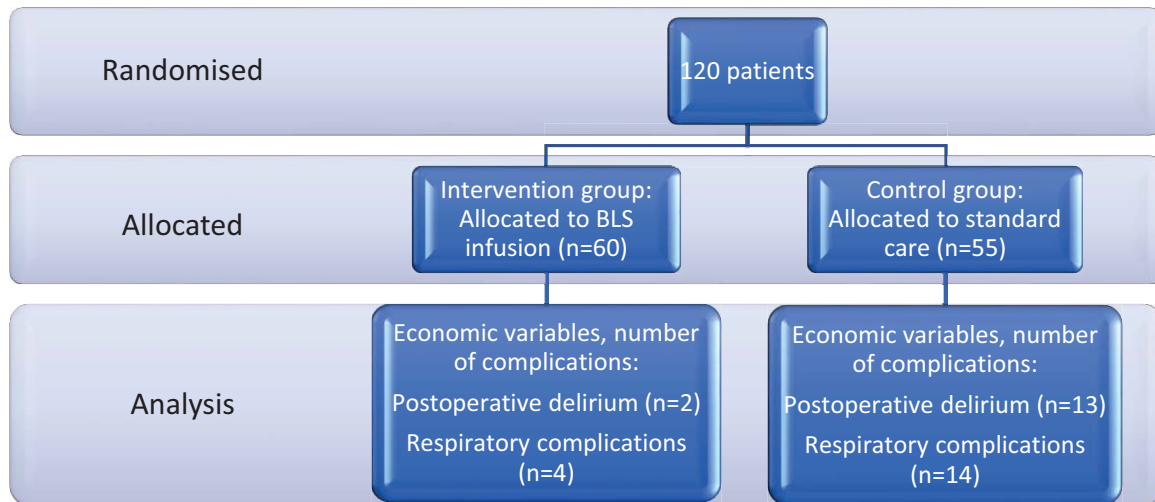 Randomised
120 patients
Allocated
Intervention group:
Allocated to BLS
infusion (n=60)
Control group:
Allocated to standard
care (n=55)
Analysis
Economic variables, number
of complications:
Postoperative delirium (n=2)
Respiratory complications
(n=4)
Economic variables, number
of complications:
Postoperative delirium (n=13)
Respiratory complications
(n=14)